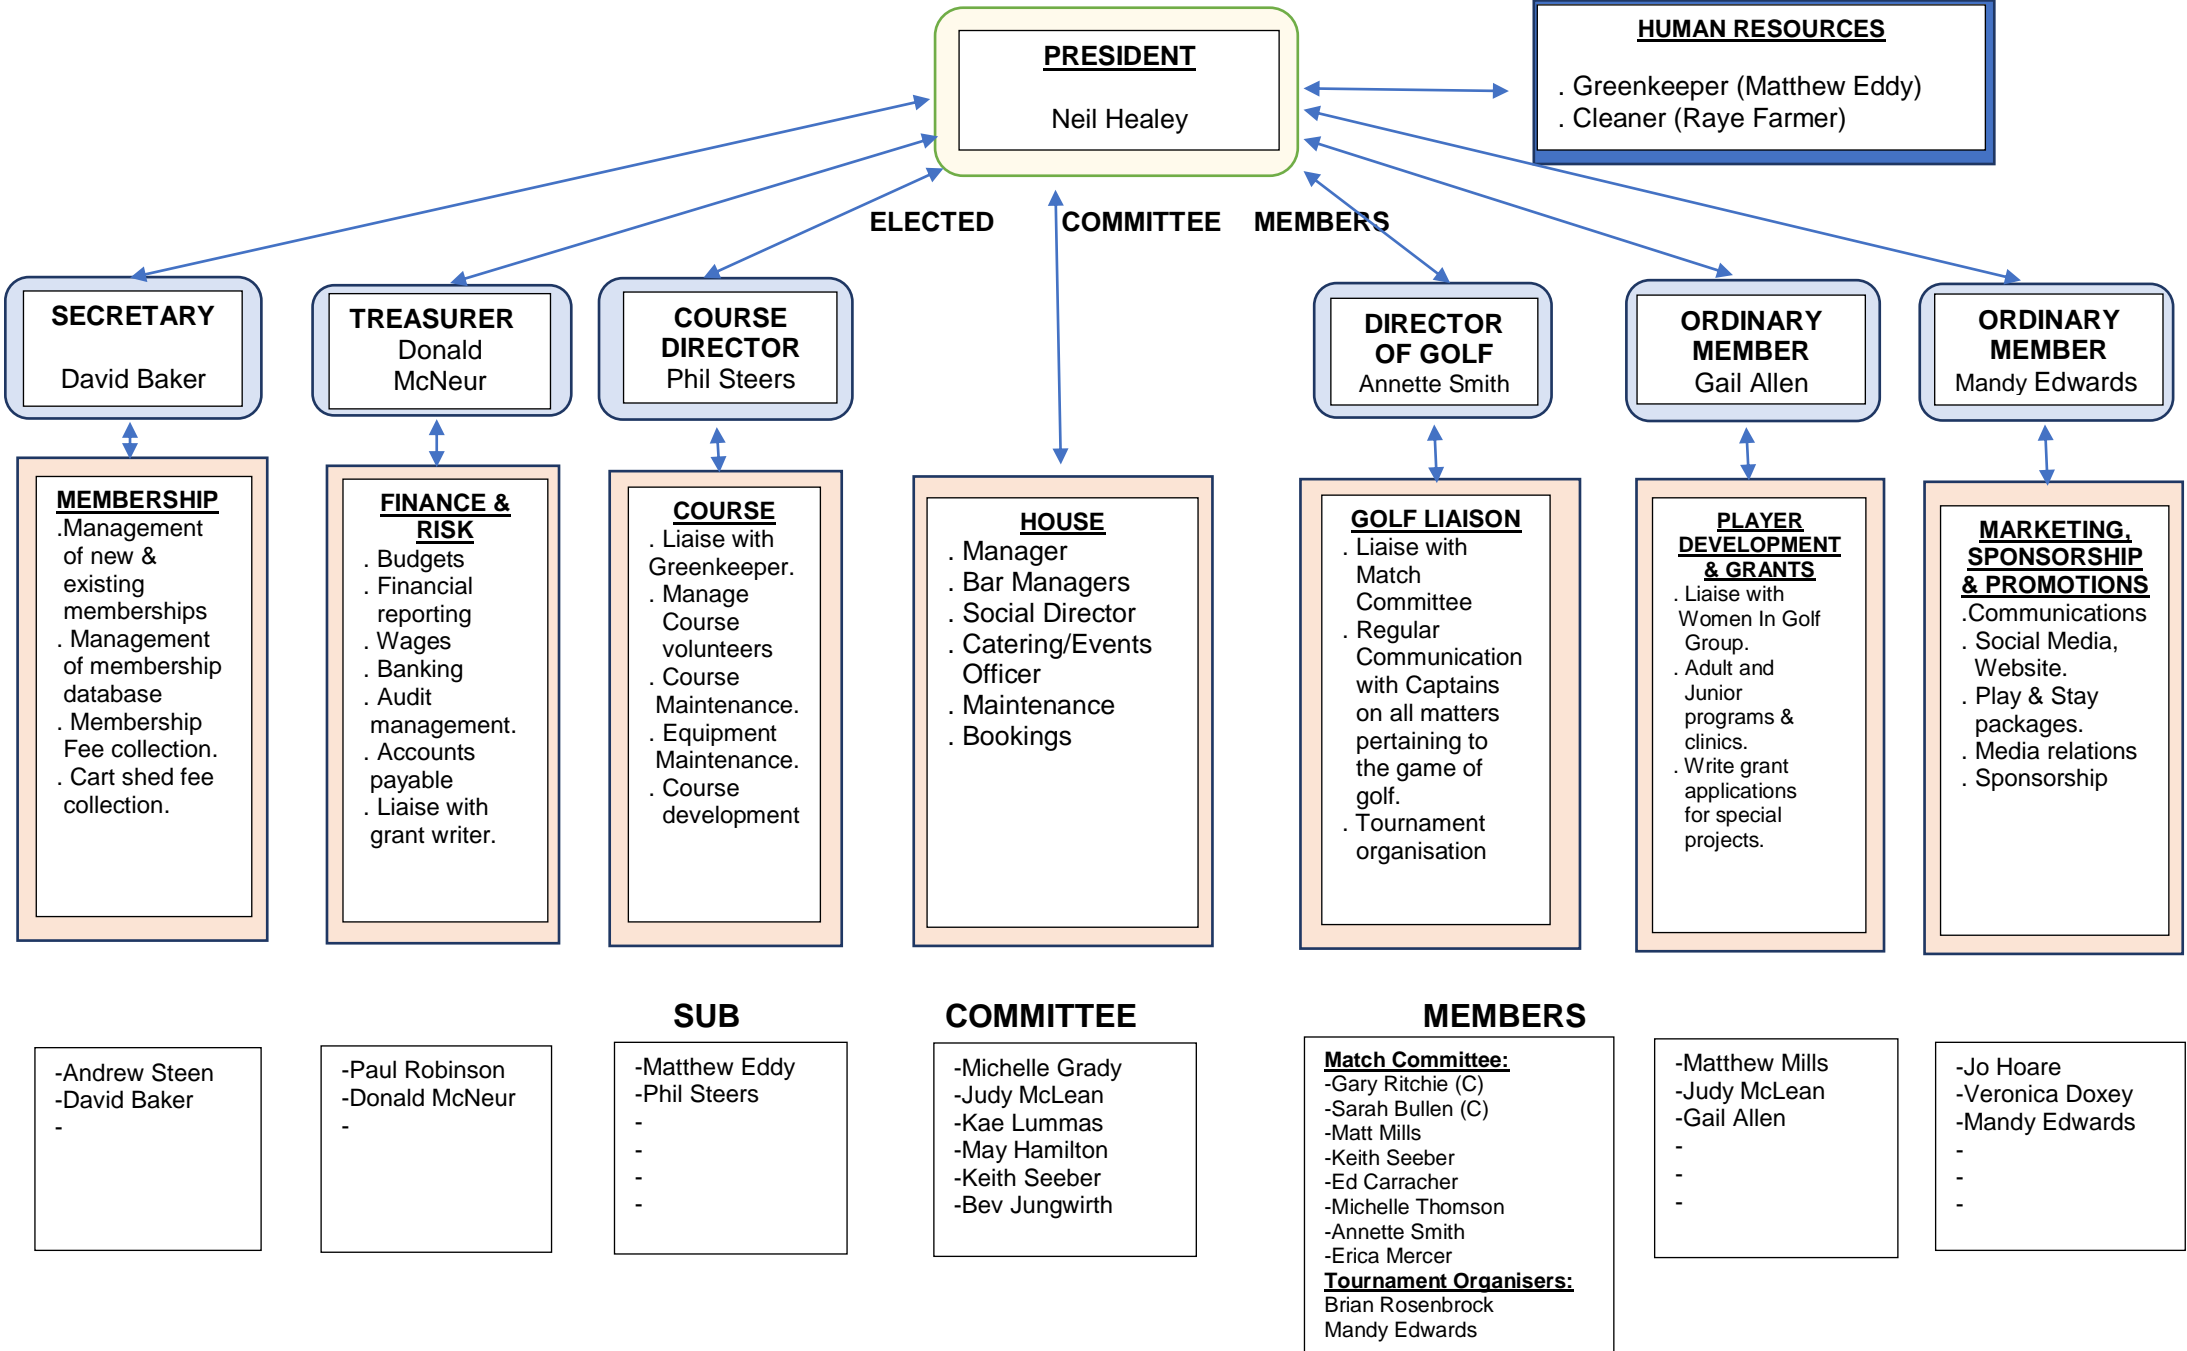 PRESIDENT
Neil Healey
HUMAN RESOURCES
. Greenkeeper (Matthew Eddy)
. Cleaner (Raye Farmer)
ELECTED COMMITTEE MEMBERS
SECRETARY
David Baker
TREASURER
Donald
McNeur
COURSE
DIRECTOR
Phil Steers
DIRECTOR
OF GOLF
Annette Smith
ORDINARY
MEMBER
Gail Allen
ORDINARY
MEMBER
Mandy Edwards
MEMBERSHIP
.Management
of new &
existing
memberships
. Management
of membership
database
. Membership
Fee collection.
. Cart shed fee
collection.
FINANCE &
RISK
. Budgets
. Financial
reporting
. Wages
. Banking
. Audit
management.
. Accounts
payable
. Liaise with
grant writer.
COURSE
. Liaise with
Greenkeeper.
. Manage
Course
volunteers
. Course
Maintenance.
. Equipment
Maintenance.
. Course
development
HOUSE
. Manager
. Bar Managers
. Social Director
. Catering/Events
Officer
. Maintenance
. Bookings
GOLF LIAISON
. Liaise with
Match
Committee
. Regular
Communication
with Captains
on all matters
pertaining to
the game of
golf.
. Tournament
organisation
PLAYER
DEVELOPMENT
& GRANTS
. Liaise with
Women In Golf
Group.
. Adult and
Junior
programs &
clinics.
. Write grant
applications
for special
projects.
MARKETING,
SPONSORSHIP
& PROMOTIONS
.Communications
. Social Media,
Website.
. Play & Stay
packages.
. Media relations
. Sponsorship
SUB COMMITTEE MEMBERS
-Andrew Steen
-David Baker
-
-Paul Robinson
-Donald McNeur
-
-Matthew Eddy
-Phil Steers
-
-
-
-
-Michelle Grady
-Judy McLean
-Kae Lummas
-May Hamilton
-Keith Seeber
-Bev Jungwirth
Match Committee:
-Gary Ritchie (C)
-Sarah Bullen (C)
-Matt Mills
-Keith Seeber
-Ed Carracher
-Michelle Thomson
-Annette Smith
-Erica Mercer
Tournament Organisers:
Brian Rosenbrock
Mandy Edwards
-Matthew Mills
-Judy McLean
-Gail Allen
-
-
-
-Jo Hoare
-Veronica Doxey
-Mandy Edwards
-
-
-